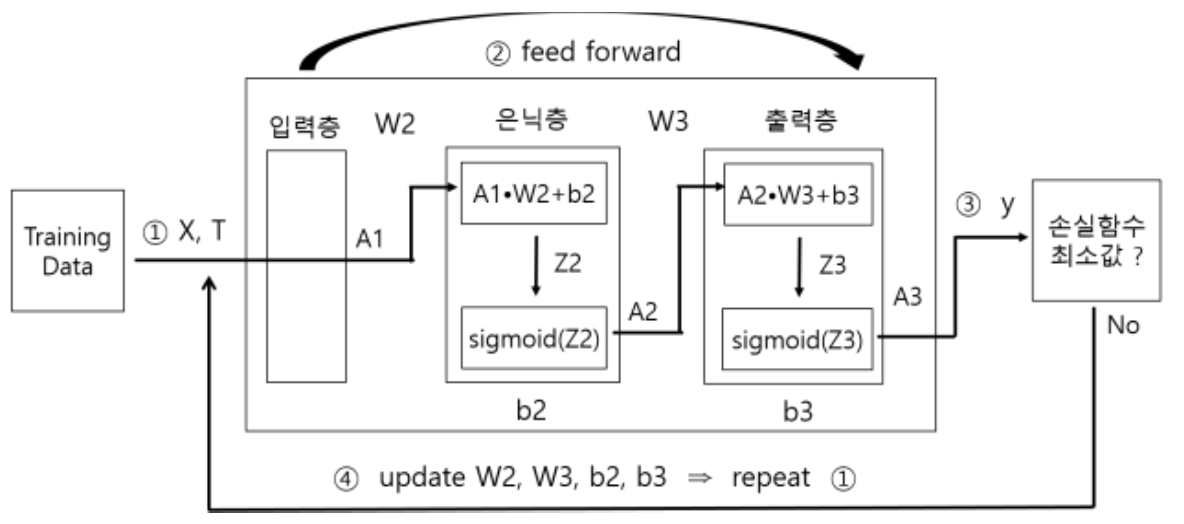 ② feed forward
입력층
W2
은닉층
W3
출력층
Training
Data
① X, T
A1
A1•W2+b2
Z2
sigmoid(Z2)
b2
A2
A2•W3+b3
Z3
sigmoid(Z3)
b3
A3
③ y
손실함수
최소값 ?
No
④ update W2, W3, b2, b3 ⇒ repeat ①